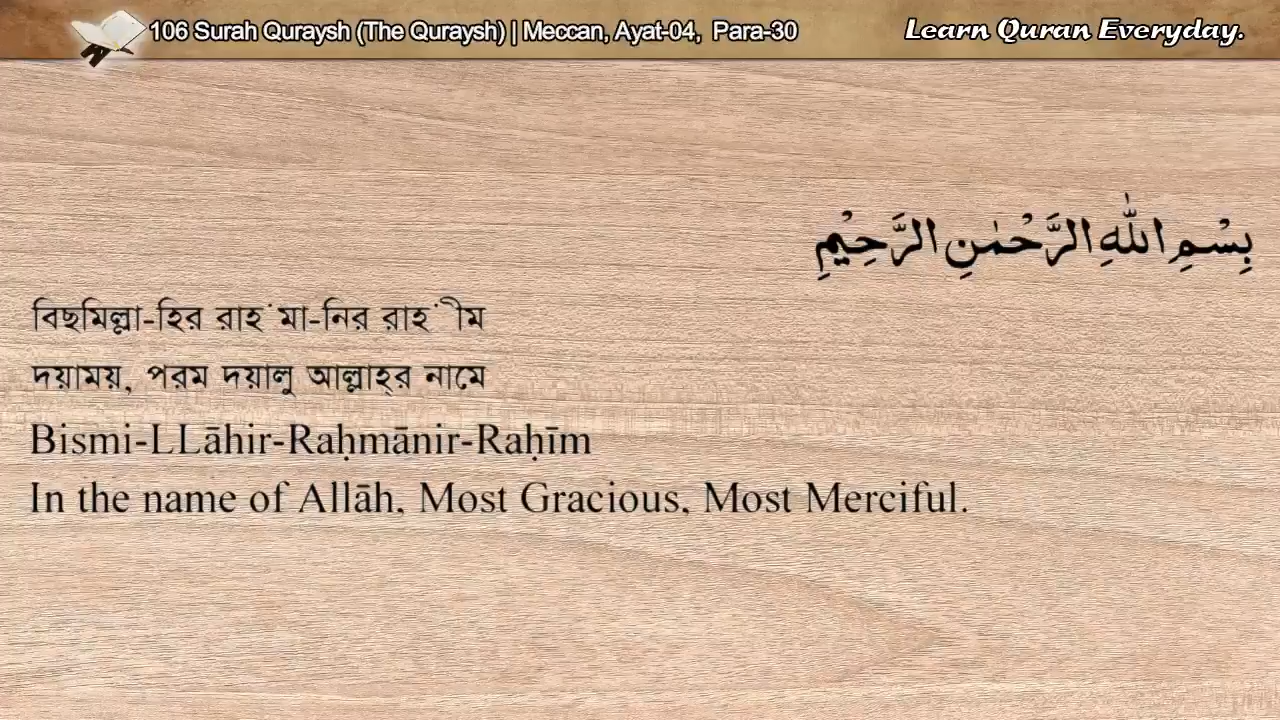 106 Surah Quraysh (The Quraysh) | Meccan, Ayat-04, Para-30
Learn Quran Everyday.
بِسْمِ اللّٰهِ الرَّحْمٰنِ الرَّحِيْمِ
বিছমিল্লা-হির রাহ'মা-নির রাহ'ীম
দয়াময়, পরম দয়ালু আল্লাহ্‌র নামে
Bismi-LLāhir-Raḥmānir-Raḥīm
In the name of Allāh, Most Gracious, Most Merciful.